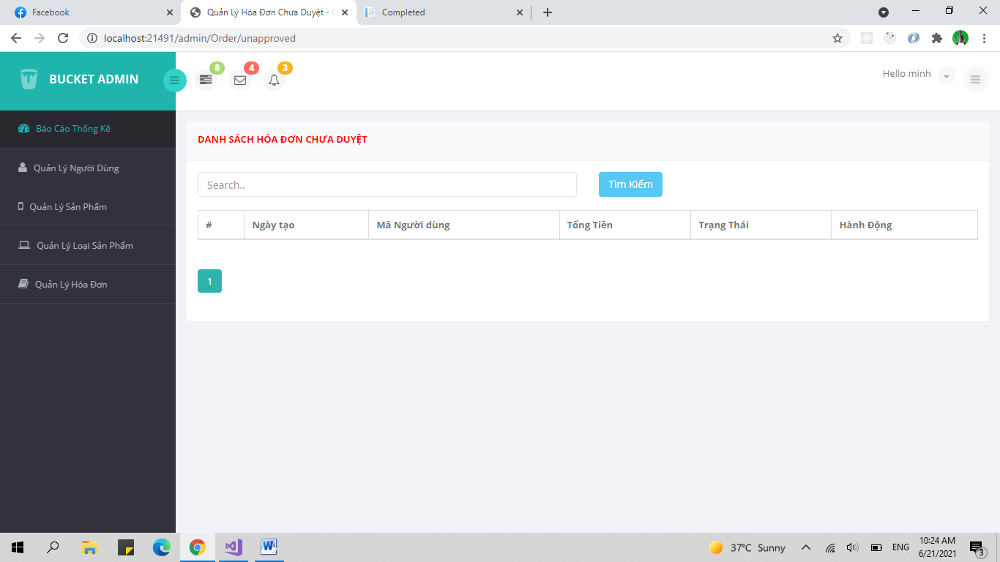 Facebook
Quản Lý Hóa Đơn Chưa Duyệt -
Completed
localhost:21491/admin/Order/unapproved
BUCKET ADMIN
8
4
3
Hello minh
Báo Cáo Thống Kê
Quản Lý Người Dùng
Quản Lý Sản Phẩm
Quản Lý Loại Sản Phẩm
Quản Lý Hóa Đơn
DANH SÁCH HÓA ĐƠN CHƯA DUYỆT
Search..
Tìm Kiếm
# Ngày tạo Mã Người dùng Tổng Tiền Trạng Thái Hành Động
1
37°C Sunny
ENG
10:24 AM
6/21/2021
3